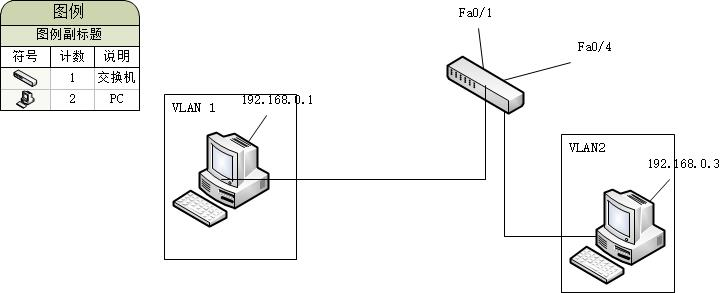 图例
图例副标题
符号 计数 说明
1 交换机
2 PC
Fa0/1
Fa0/4
VLAN 1
192.168.0.1
VLAN2
192.168.0.3